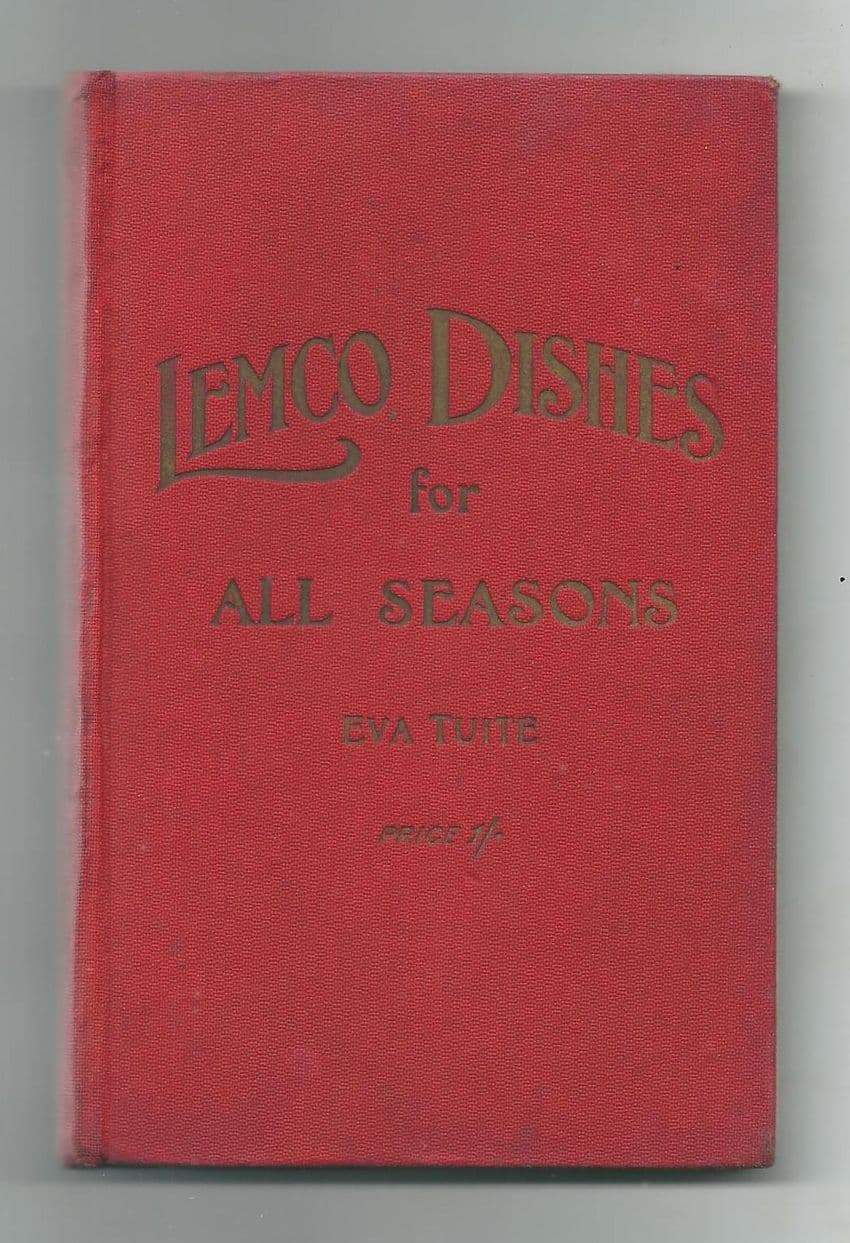 LEMCO DISHES
for
ALL SEASONS
EVA TUITE
PRICE 1/-